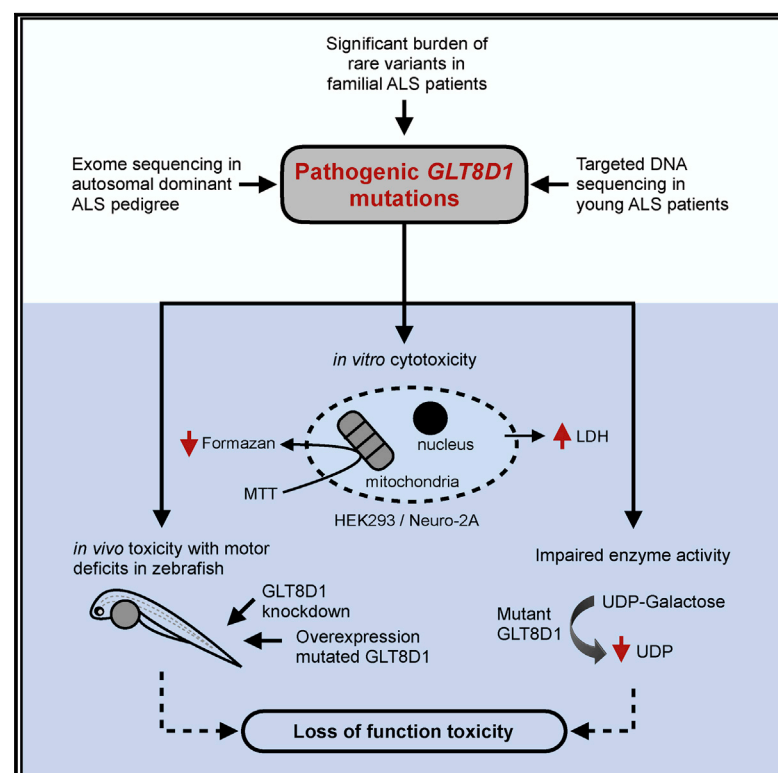 Significant burden of
rare variants in
familial ALS patients
Exome sequencing in
autosomal dominant
ALS pedigree
Pathogenic GLT8D1
mutations
Targeted DNA
sequencing in
young ALS patients
in vitro cytotoxicity
Formazan
nucleus
LDH
mitochondria
MTT
HEK293 / Neuro-2A
in vivo toxicity with motor
deficits in zebrafish
GLT8D1
knockdown
Overexpression
mutated GLT8D1
Impaired enzyme activity
UDP-Galactose
Mutant
GLT8D1
UDP
Loss of function toxicity